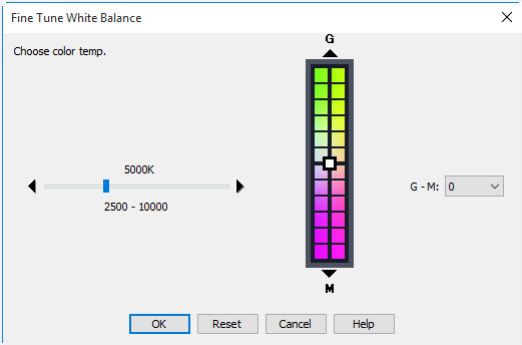 Fine Tune White Balance
Choose color temp.
G
5000K
2500 - 10000
G - M: 0
M
OK Reset Cancel Help